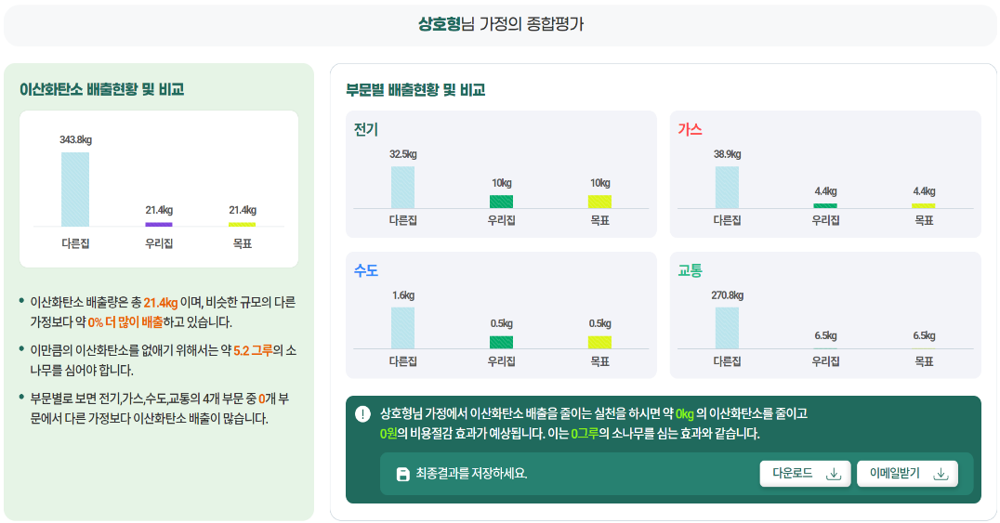 상호형님 가정의 종합평가
이산화탄소 배출현황 및 비교
343.8kg
21.4kg
21.4kg
다른집
우리집
목표
이산화탄소 배출량은 총 21.4kg 이며, 비슷한 규모의 다른
가정보다 약 0% 더 많이 배출하고 있습니다.
이만큼의 이산화탄소를 없애기 위해서는 약 5.2 그루의 소
나무를 심어야 합니다.
부문별로 보면 전기,가스,수도,교통의 4개 부문 중 0개 부
문에서 다른 가정보다 이산화탄소 배출이 많습니다.
부문별 배출현황 및 비교
전기
32.5kg
10kg
10kg
다른집
우리집
목표
가스
38.9kg
4.4kg
4.4kg
다른집
우리집
목표
수도
1.6kg
0.5kg
0.5kg
다른집
우리집
목표
교통
270.8kg
6.5kg
6.5kg
다른집
우리집
목표
상호형님 가정에서 이산화탄소 배출을 줄이는 실천을 하시면 약 0kg 의 이산화탄소를 줄이고
0원의 비용절감 효과가 예상됩니다. 이는 0그루의 소나무를 심는 효과와 같습니다.
최종결과를 저장하세요.
다운로드
이메일받기